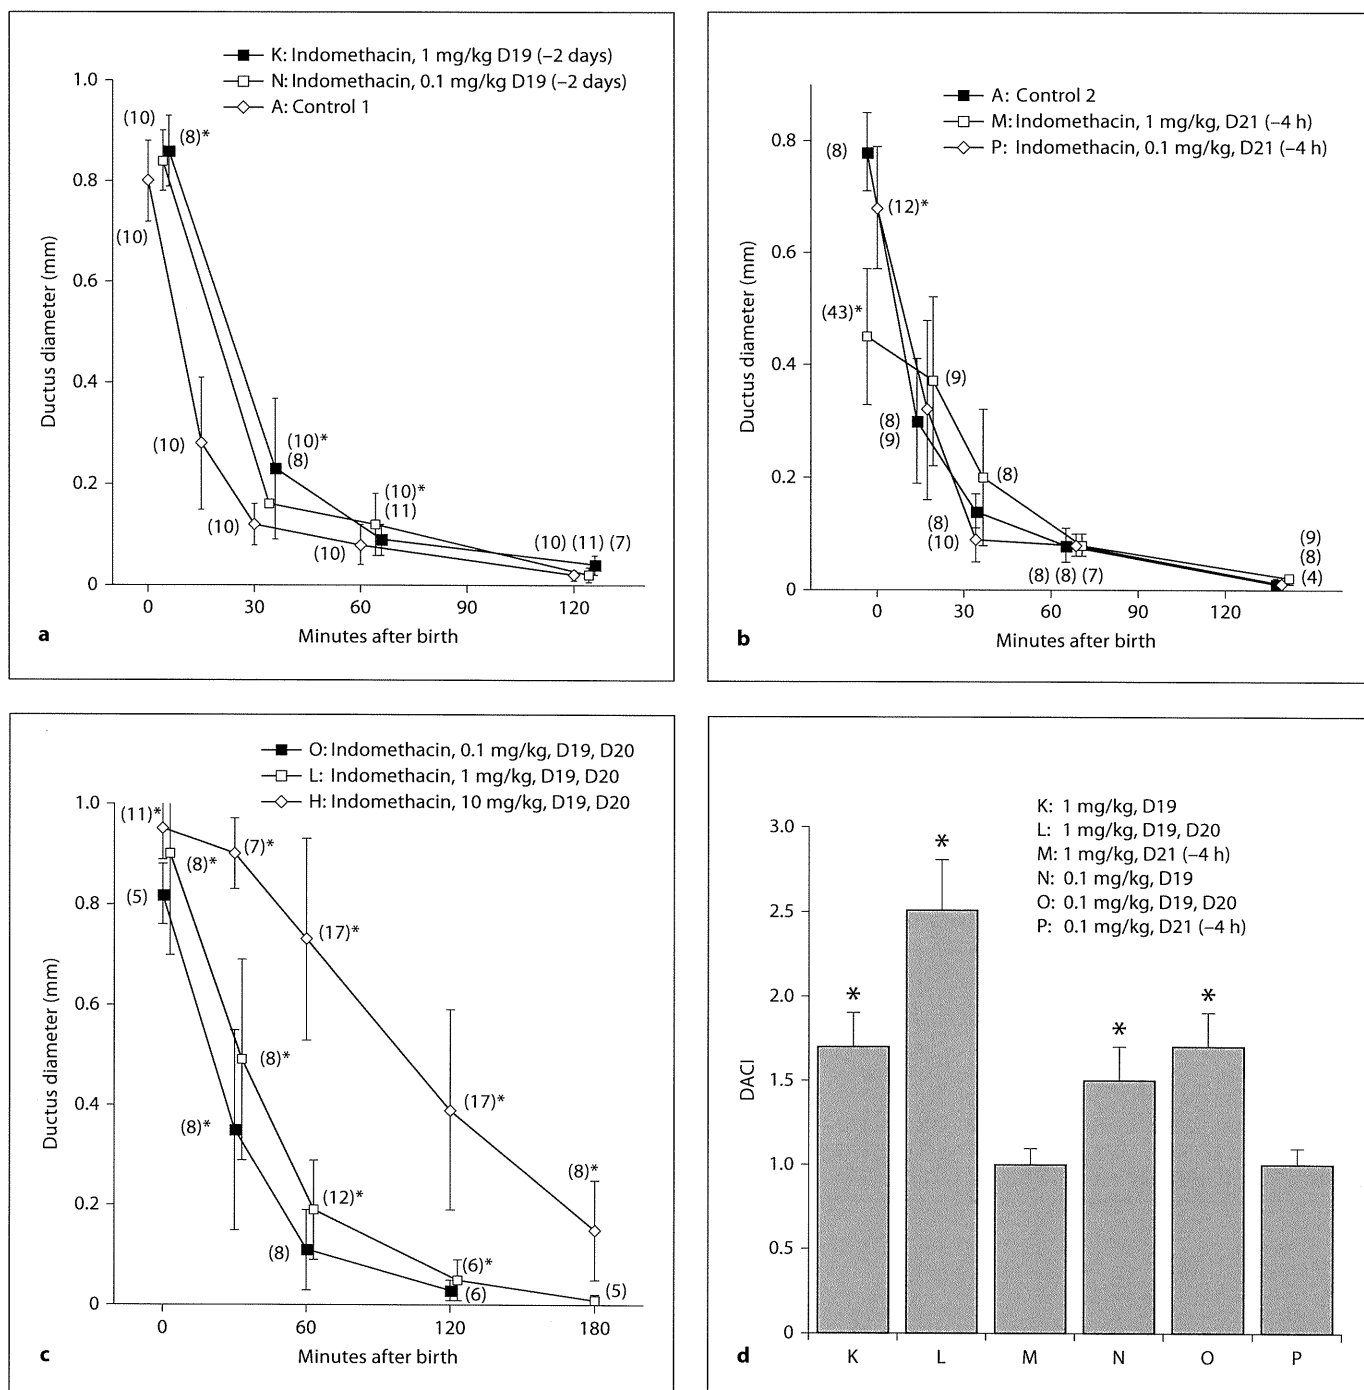 K: Indomethacin, 1 mg/kg D19 (–2 days)
N: Indomethacin, 0.1 mg/kg D19 (–2 days)
A: Control 1
1.0
0.8
0.6
0.4
0.2
0
Ductus diameter (mm)
(10)
(8)*
(10)
(10)
(10)*
(8)
(10)
(10)*
(11)
(10)
(10) (11) (7)
0
30
60
90
120
Minutes after birth
a
A: Control 2
M: Indomethacin, 1 mg/kg, D21 (–4 h)
P: Indomethacin, 0.1 mg/kg, D21 (–4 h)
0.8
0.6
0.4
0.2
0
Ductus diameter (mm)
(8)
(12)*
(43)*
(9)
(8)
(9)
(8)
(8)
(10)
(8) (8) (7)
(9)
(8)
(4)
0
30
60
90
120
Minutes after birth
b
O: Indomethacin, 0.1 mg/kg, D19, D20
L: Indomethacin, 1 mg/kg, D19, D20
H: Indomethacin, 10 mg/kg, D19, D20
1.0
0.8
0.6
0.4
0.2
0
Ductus diameter (mm)
(11)*
(7)*
(8)*
(5)
(17)*
(8)*
(8)*
(17)*
(8)*
(12)*
(8)
(6)*
(6)
(5)
0
60
120
180
Minutes after birth
c
K: 1 mg/kg, D19
L: 1 mg/kg, D19, D20
M: 1 mg/kg, D21 (–4 h)
N: 0.1 mg/kg, D19
O: 0.1 mg/kg, D19, D20
P: 0.1 mg/kg, D21 (–4 h)
3.0
2.5
2.0
1.5
1.0
0.5
0
DACI
*
*
*
*
K
L
M
N
O
P
d